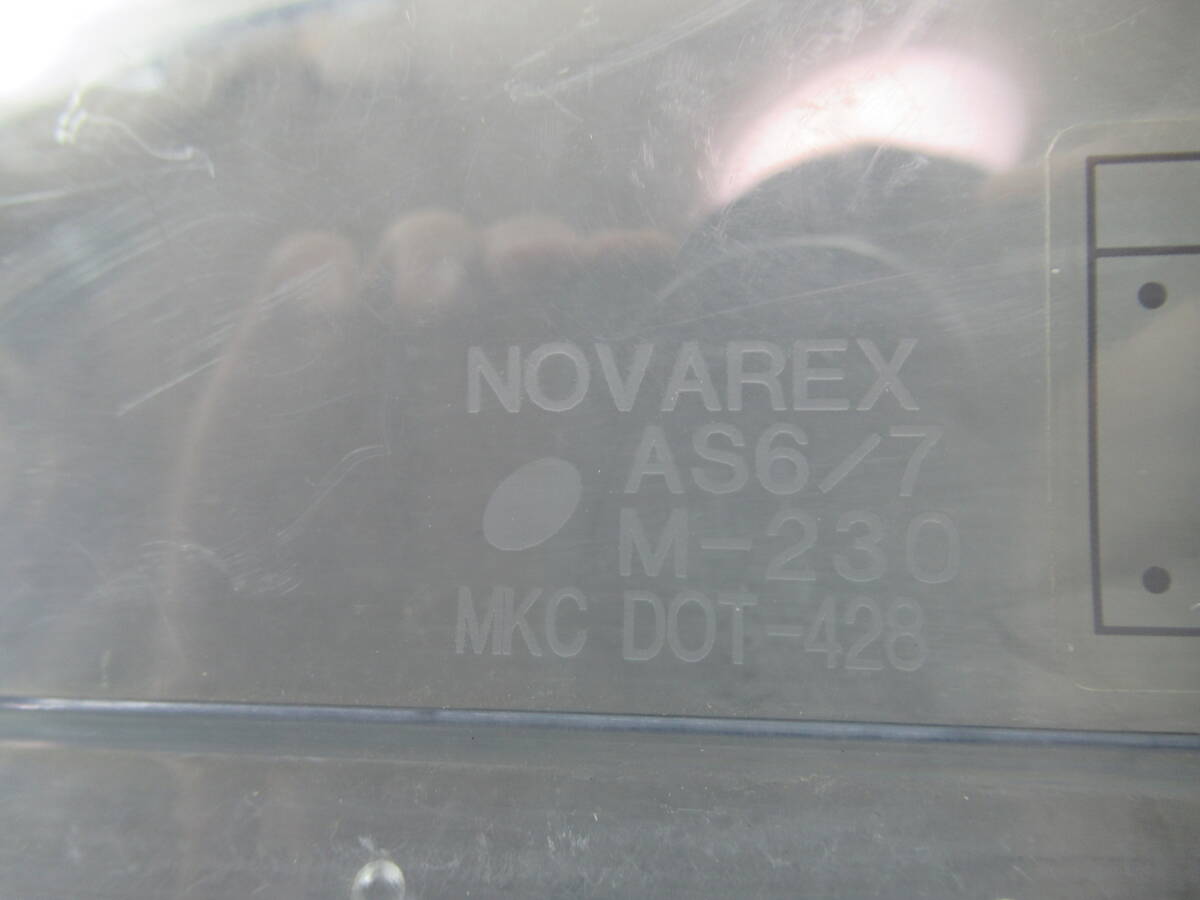 NOVAREX
AS6/7
M-230
MKC DOT-428